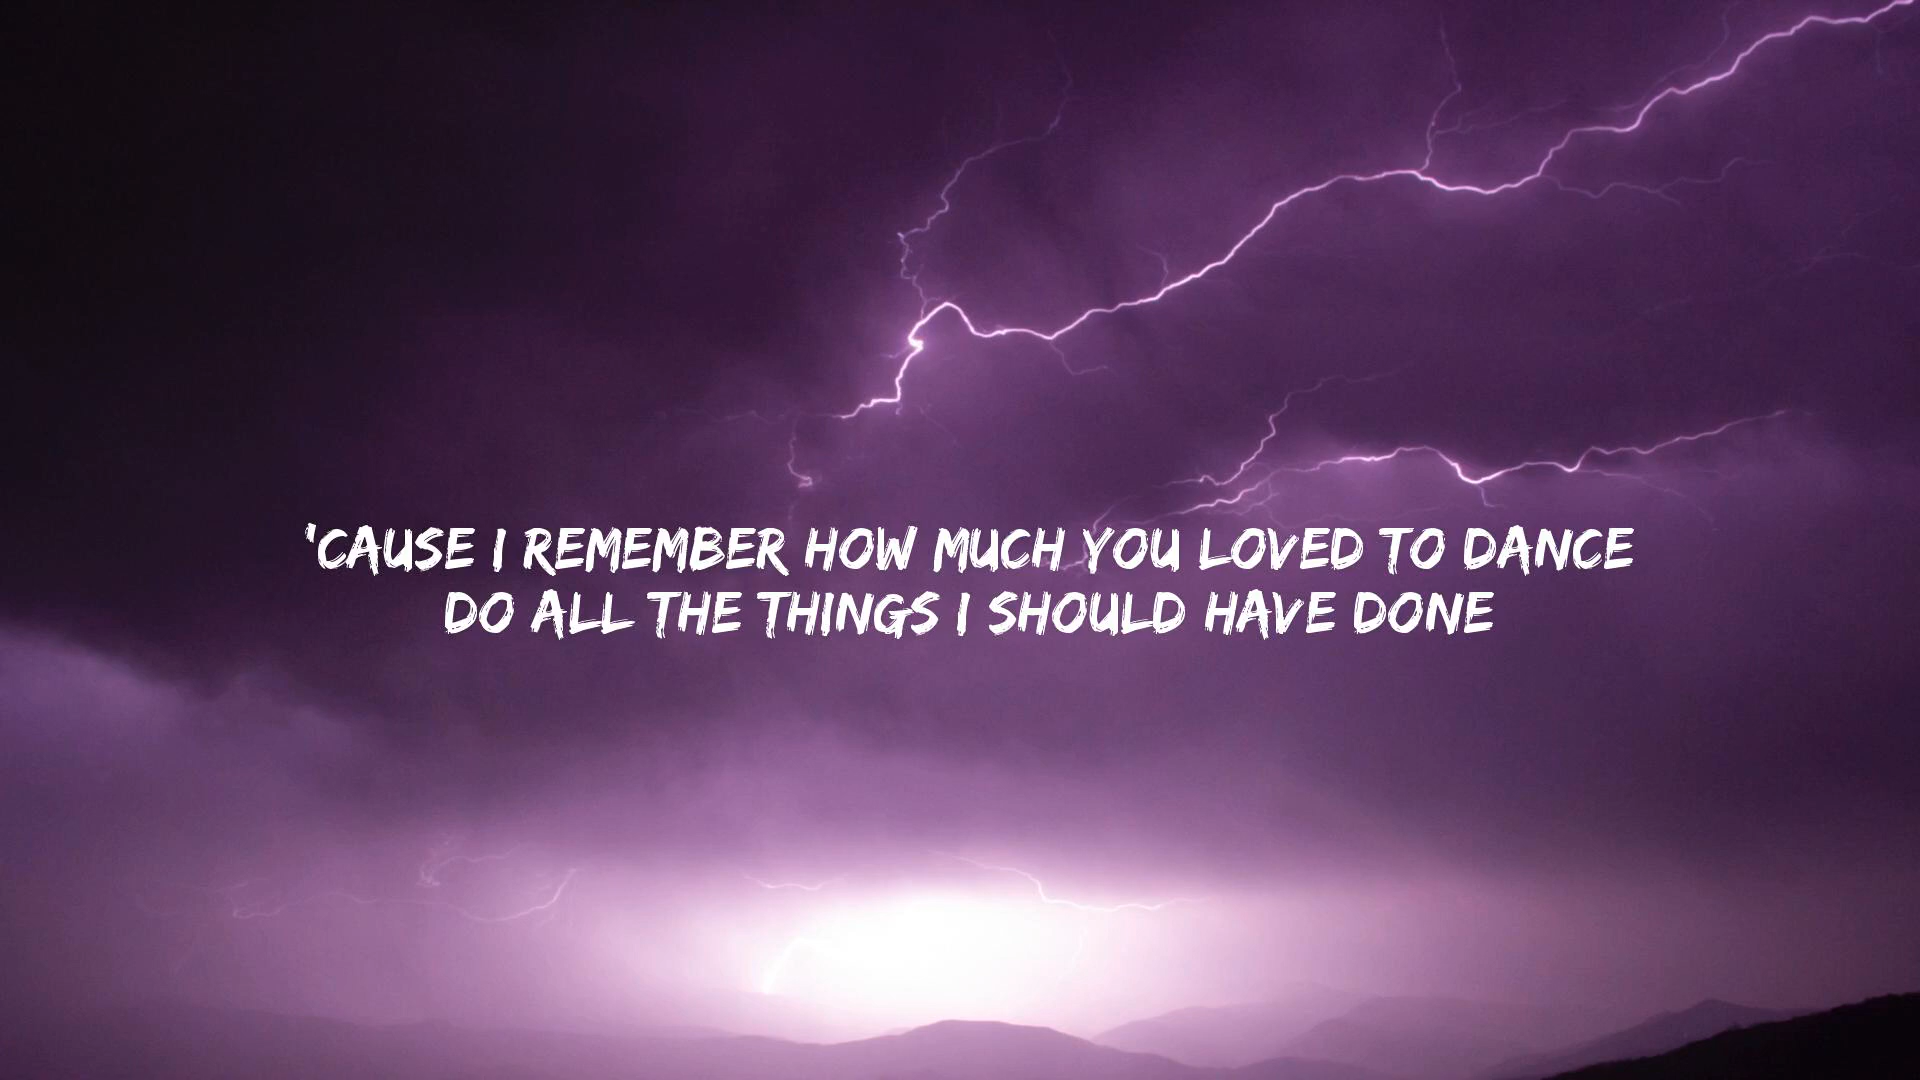 'CAUSE I REMEMBER HOW MUCH YOU LOVED TO DANCE
DO ALL THE THINGS I SHOULD HAVE DONE